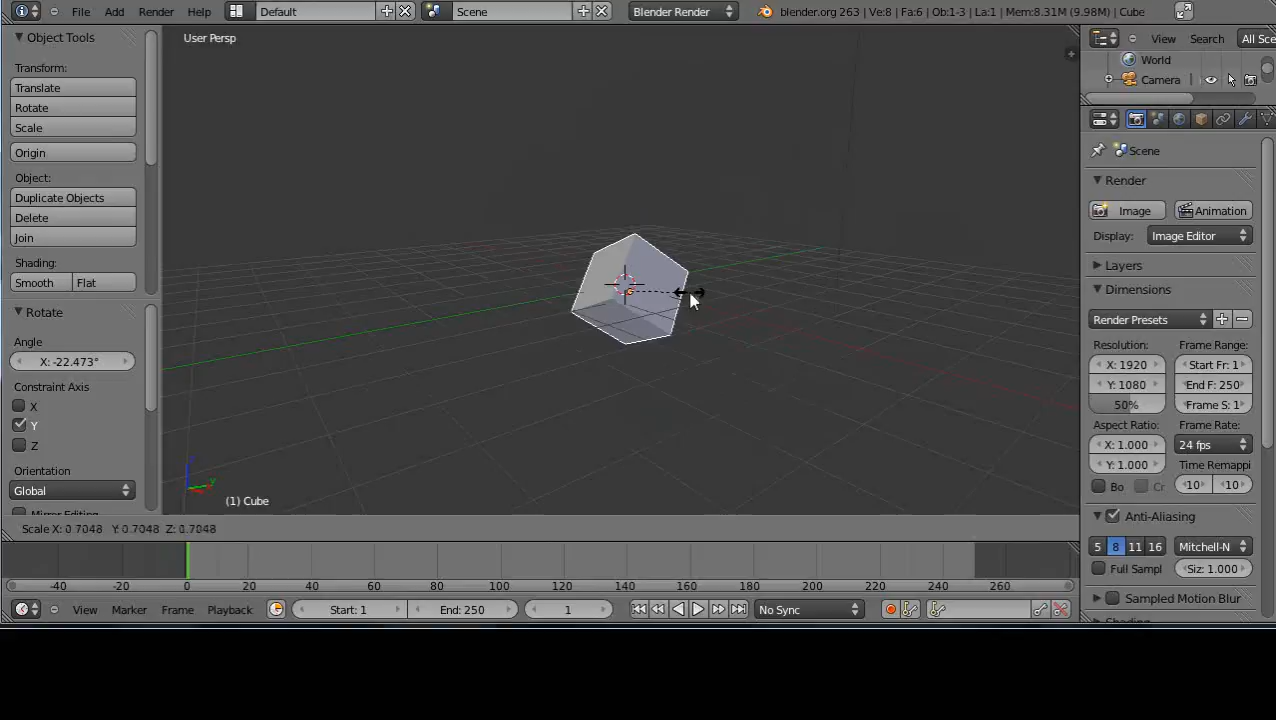 File Add Render Help Default Scene Blender Render blender.org 263 | Ve:8 | Fa:6 | Ob:1-3 | La:1 | Mem:8.31M (9.98M) | Cube
Object Tools
Transform:
Translate
Rotate
Scale
Origin
Object:
Duplicate Objects
Delete
Join
Shading:
Smooth Flat
Rotate
Angle
X: -22.473°
Constraint Axis
X
Y
Z
Orientation
Global
Mirror Editing
User Persp
(1) Cube
Scale X: 0.7048 Y: 0.7048 Z: 0.7048
View Search All Sce
World
Camera
Scene
Render
Image Animation
Display: Image Editor
Layers
Dimensions
Render Presets
Resolution: Frame Range:
X: 1920 Start Fr: 1
Y: 1080 End F: 250
50% Frame S: 1
Aspect Ratio: Frame Rate:
X: 1.000 24 fps
Y: 1.000 Time Remappi
Bo Cr 10 10
Anti-Aliasing
5 8 11 16 Mitchell-N
Full Sampl Siz: 1.000
Sampled Motion Blur
-40 -20 0 20 40 60 80 100 120 140 160 180 200 220 240 260
View Marker Frame Playback Start: 1 End: 250 1 No Sync